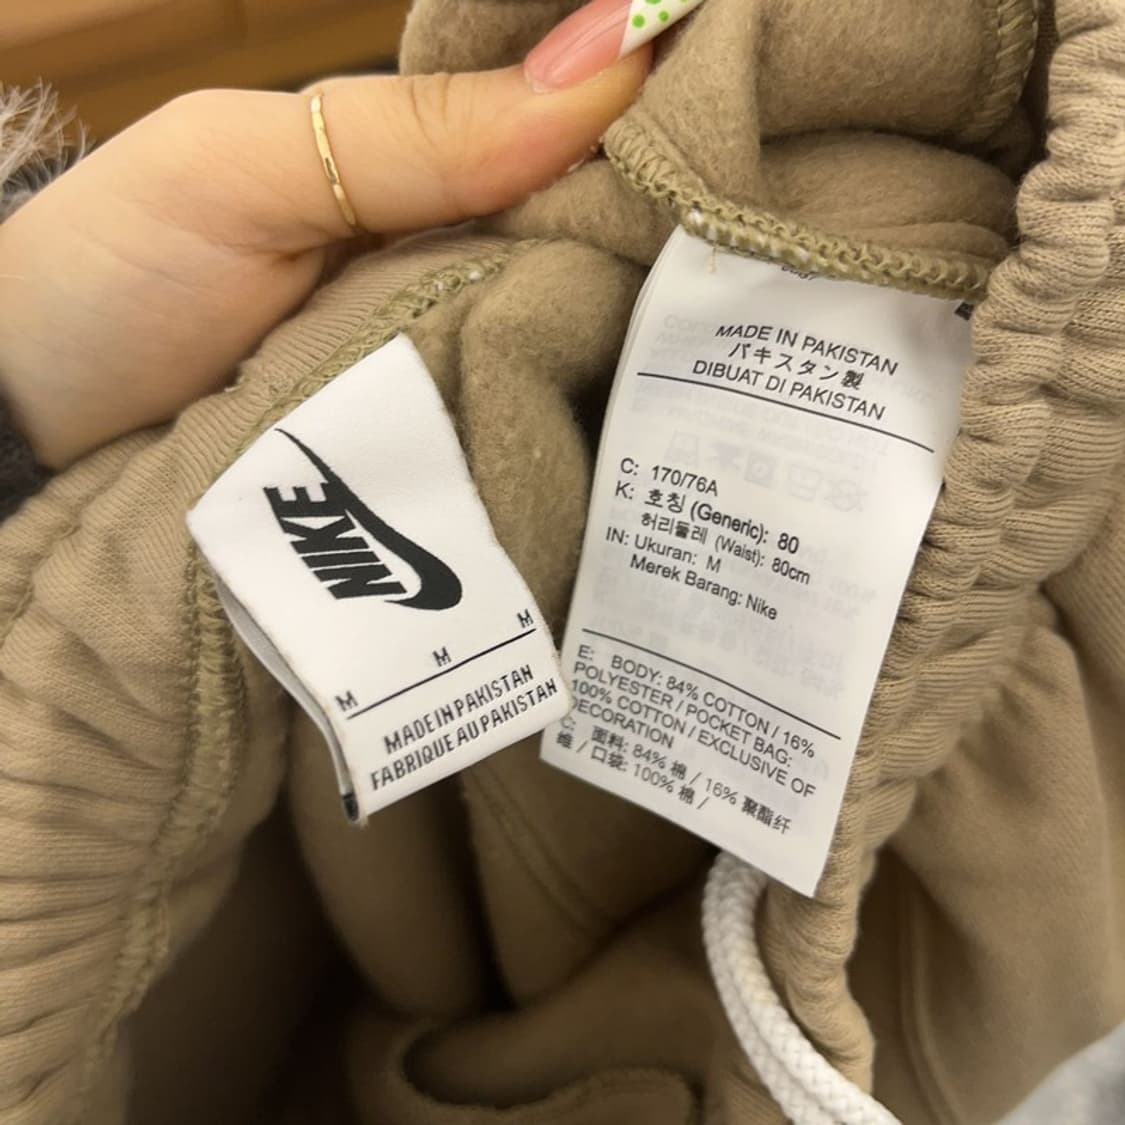 NIKE
M M M
MADE IN PAKISTAN
FABRIQUE AU PAKISTAN
MADE IN PAKISTAN
パキスタン製
DIBUAT DI PAKISTAN
C: 170/76A
K: 호칭 (Generic): 80
허리둘레 (Waist): 80cm
IN: Ukuran: M
Merek Barang: Nike
E: BODY: 84% COTTON / 16%
POLYESTER / POCKET BAG:
100% COTTON / EXCLUSIVE OF
DECORATION
C: 面料: 84% 棉 / 16% 聚酯纤
维 / 口袋: 100% 棉 /